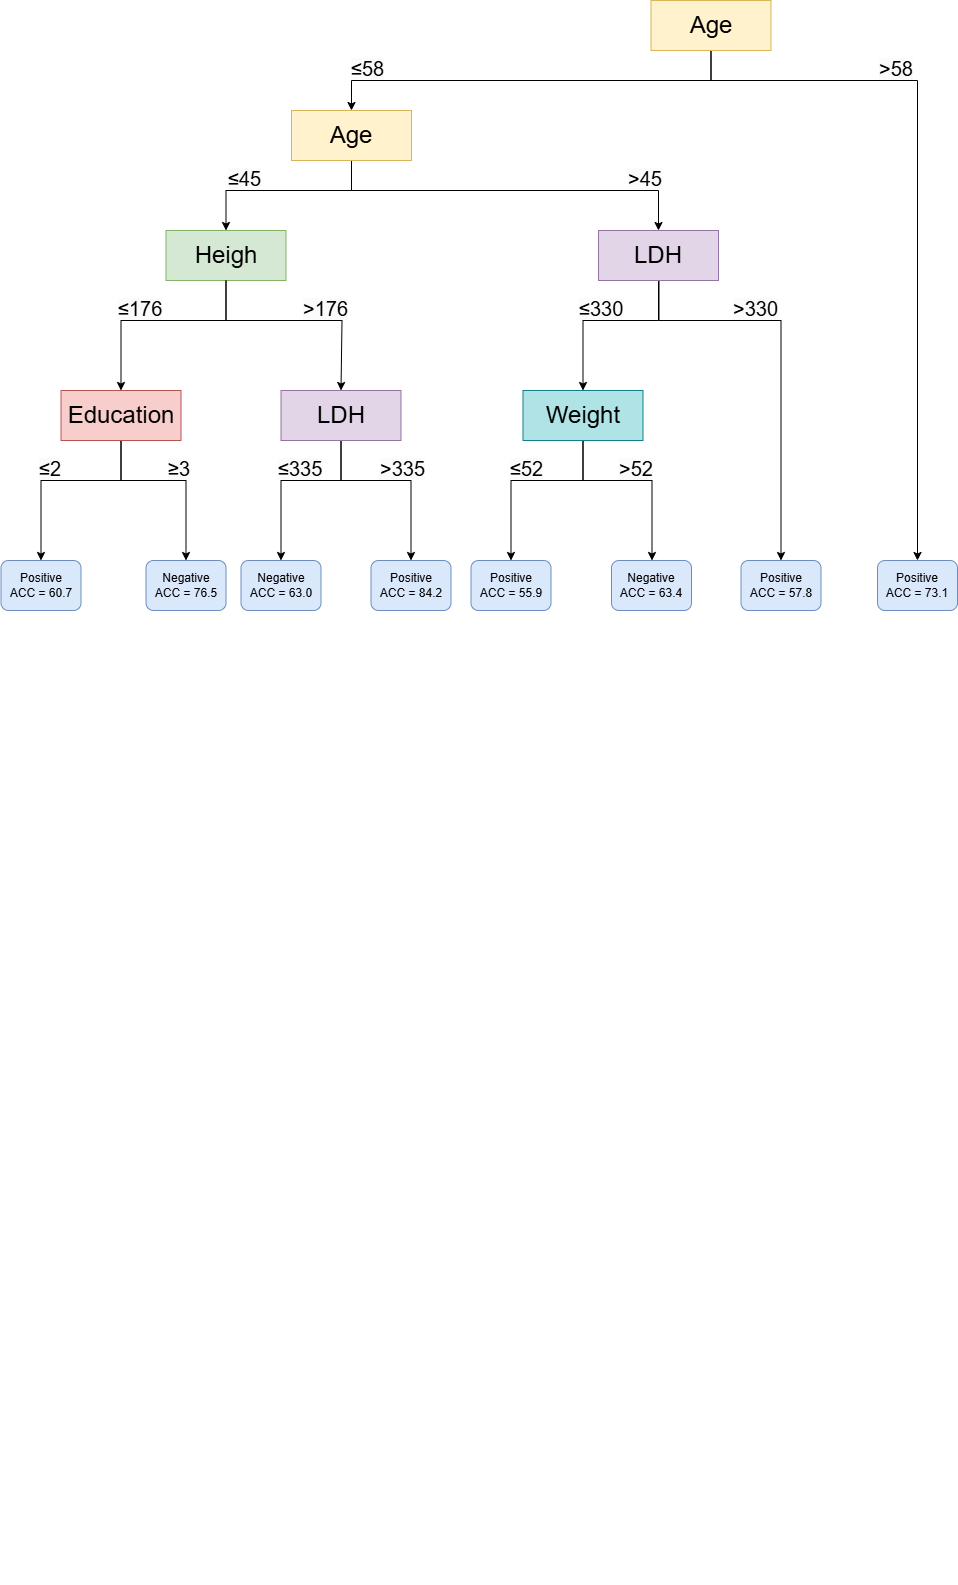 Age
≤58
>58
Age
≤45
>45
Heigh
LDH
≤176
>176
≤330
>330
Education
LDH
Weight
≤2
≥3
≤335
>335
≤52
>52
Positive
ACC = 60.7
Negative
ACC = 76.5
Negative
ACC = 63.0
Positive
ACC = 84.2
Positive
ACC = 55.9
Negative
ACC = 63.4
Positive
ACC = 57.8
Positive
ACC = 73.1